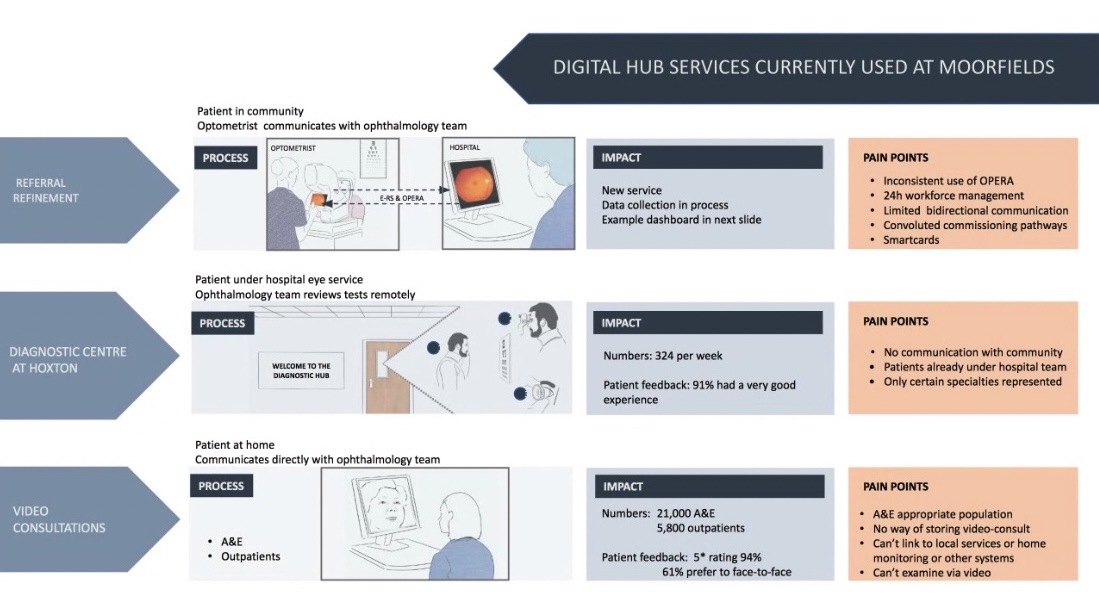 DIGITAL HUB SERVICES CURRENTLY USED AT MOORFIELDS
REFERRAL
REFINEMENT
Patient in community
Optometrist communicates with ophthalmology team
PROCESS
OPTOMETRIST
HOSPITAL
E-RS & OPERA
IMPACT
New service
Data collection in process
Example dashboard in next slide
PAIN POINTS
• Inconsistent use of OPERA
• 24h workforce management
• Limited bidirectional communication
• Convoluted commissioning pathways
• Smartcards
DIAGNOSTIC CENTRE
AT HOXTON
Patient under hospital eye service
Ophthalmology team reviews tests remotely
PROCESS
WELCOME TO THE
DIAGNOSTIC HUB
IMPACT
Numbers: 324 per week
Patient feedback: 91% had a very good
experience
PAIN POINTS
• No communication with community
• Patients already under hospital team
• Only certain specialties represented
VIDEO
CONSULTATIONS
Patient at home
Communicates directly with ophthalmology team
PROCESS
• A&E
• Outpatients
IMPACT
Numbers: 21,000 A&E
5,800 outpatients
Patient feedback: 5* rating 94%
61% prefer to face-to-face
PAIN POINTS
• A&E appropriate population
• No way of storing video-consult
• Can't link to local services or home
monitoring or other systems
• Can't examine via video